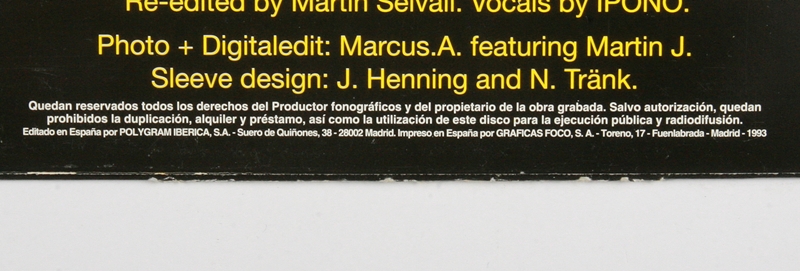 Re-edited by Martin Selvall. Vocals by IPONO.
Photo + Digitaledit: Marcus.A. featuring Martin J.
Sleeve design: J. Henning and N. Tränk.
Quedan reservados todos los derechos del Productor fonográficos y del propietario de la obra grabada. Salvo autorización, quedan
prohibidos la duplicación, alquiler y préstamo, así como la utilización de este disco para la ejecución pública y radiodifusión.
Editado en España por POLYGRAM IBERICA, S.A. - Suero de Quiñones, 38 - 28002 Madrid. Impreso en España por GRAFICAS FOCO, S. A. - Toreno, 17 - Fuenlabrada - Madrid - 1993